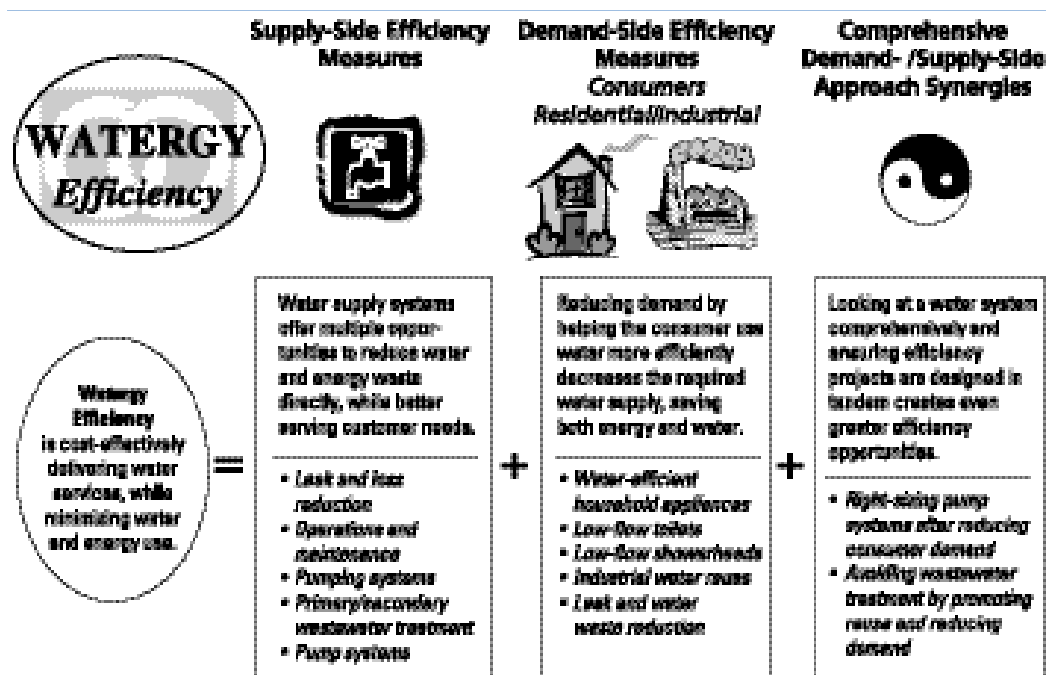 Supply-Side Efficiency
Measures
Demand-Side Efficiency
Measures
Consumers
Residential/Industrial
Comprehensive
Demand- /Supply-Side
Approach Synergies
WATERGY
Efficiency
Watergy
Efficiency
is cost-effectively
delivering water
services, while
minimizing water
and energy use.
=
Water supply systems
offer multiple oppor-
tunities to reduce water
and energy waste
directly, while better
serving customer needs.
• Leak and loss
reduction
• Operations and
maintenance
• Pumping systems
• Primary/secondary
wastewater treatment
• Pump systems
+
Reducing demand by
helping the consumer use
water more efficiently
decreases the required
water supply, saving
both energy and water.
• Water-efficient
household appliances
• Low-flow toilets
• Low-flow showerheads
• Industrial water reuse
• Leak and water
waste reduction
+
Looking at a water system
comprehensively and
ensuring efficiency
projects are designed in
tandem creates even
greater efficiency
opportunities.
• Right-sizing pump
systems after reducing
consumer demand
• Avoiding wastewater
treatment by promoting
reuse and reducing
demand